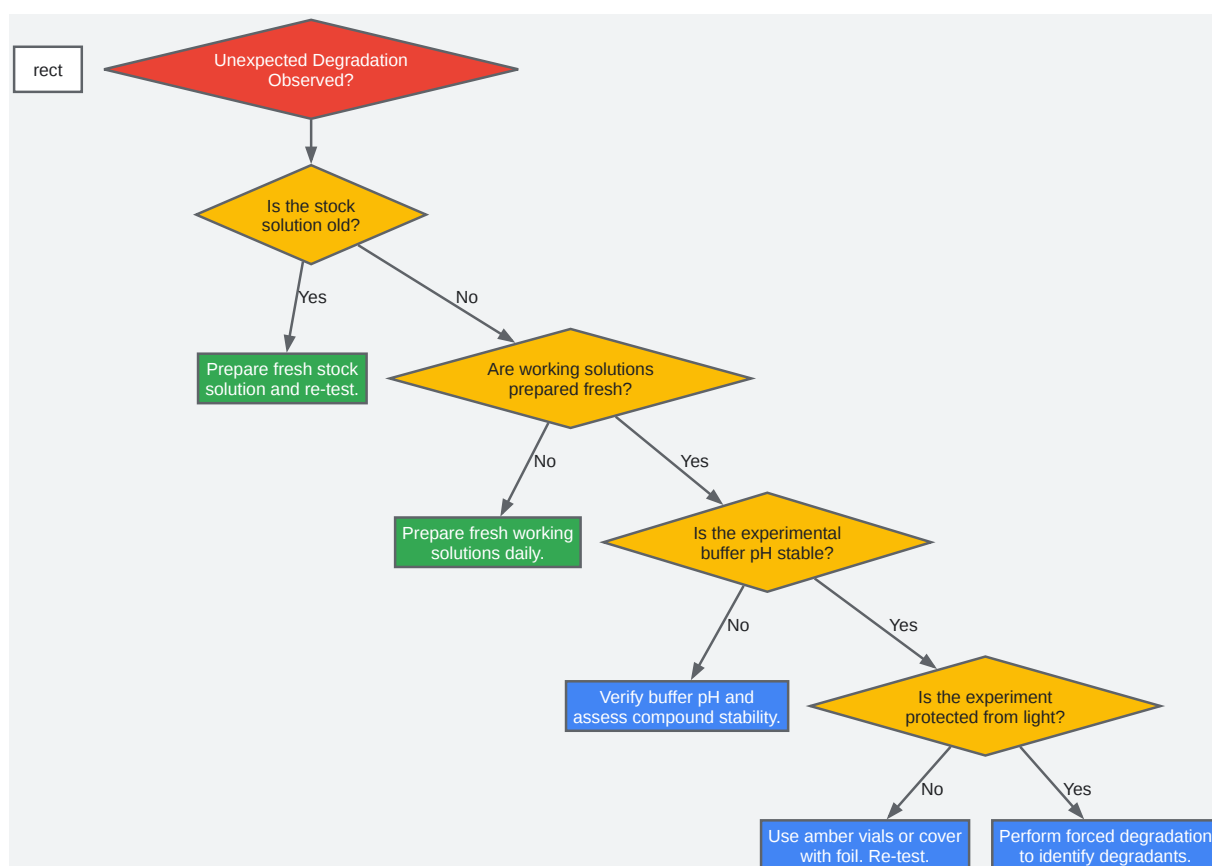 rect
Unexpected Degradation
Observed?
Is the stock
solution old?
Yes
No
Prepare fresh stock
solution and re-test.
Are working solutions
prepared fresh?
No
Yes
Prepare fresh working
solutions daily.
Is the experimental
buffer pH stable?
No
Yes
Verify buffer pH and
assess compound stability.
Is the experiment
protected from light?
No
Yes
Use amber vials or cover
with foil. Re-test.
Perform forced degradation
to identify degradants.